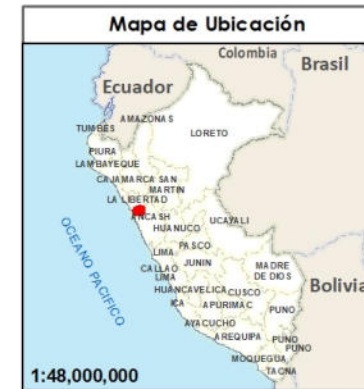 Mapa de Ubicación
Colombia
Brasil
Ecuador
AMAZONAS
TUMBES
LORETO
PIURA
LAMBAYEQUE
CAJAMARCA SAN
MARTIN
LA LIBERTAD
ANCASH
UCAYALI
HUANUCO
PASCO
LIMA
JUNIN
MADRE
DE DIOS
CALLAO
LIMA
HUANCAVELICA CUSCO
Bolivia
ICA
APURIMAC
PUNO
AYACUCHO
AREQUIPA
PUNO
PUNO
MOQUEGUA
TACNA
OCEANO PACIFICO
1:48,000,000